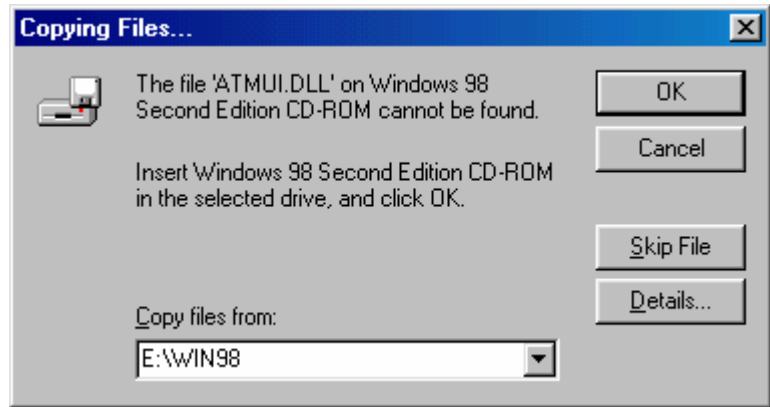 Copying Files...
The file 'ATMUI.DLL' on Windows 98
Second Edition CD-ROM cannot be found.
Insert Windows 98 Second Edition CD-ROM
in the selected drive, and click OK.
Copy files from:
E:\WIN98
OK
Cancel
Skip File
Details...